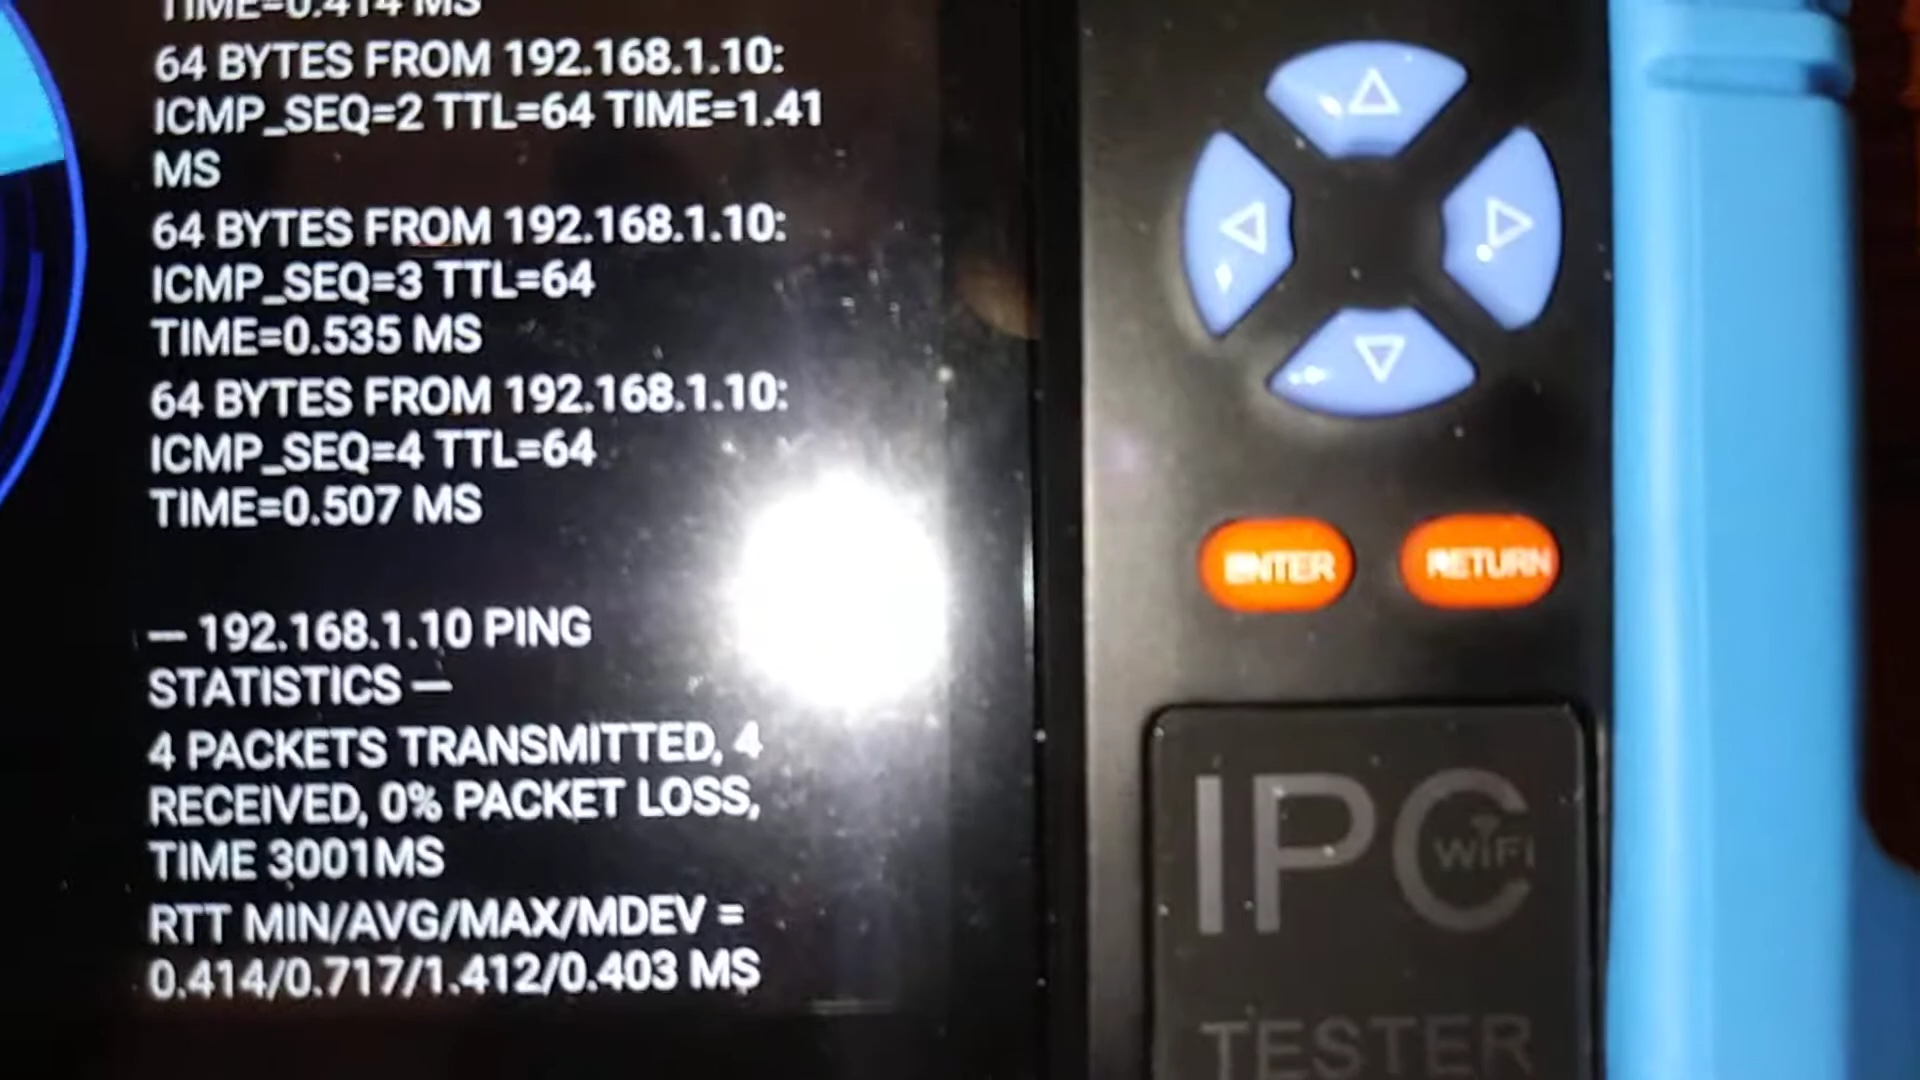 TIME=0.414 MS
64 BYTES FROM 192.168.1.10:
ICMP_SEQ=2 TTL=64 TIME=1.41
MS
64 BYTES FROM 192.168.1.10:
ICMP_SEQ=3 TTL=64
TIME=0.535 MS
64 BYTES FROM 192.168.1.10:
ICMP_SEQ=4 TTL=64
TIME=0.507 MS
— 192.168.1.10 PING
STATISTICS —
4 PACKETS TRANSMITTED, 4
RECEIVED, 0% PACKET LOSS,
TIME 3001MS
RTT MIN/AVG/MAX/MDEV =
0.414/0.717/1.412/0.403 MS
ENTER
RETURN
IPC
WiFi
TESTER